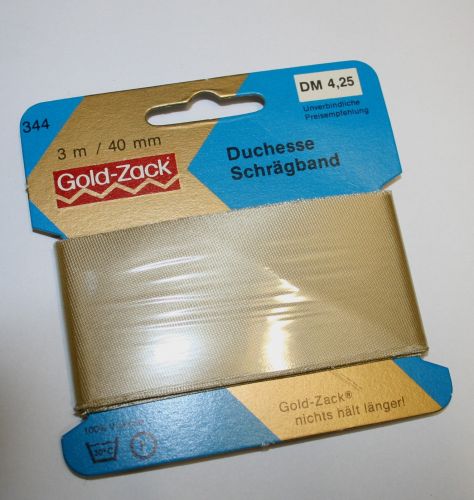 DM 4,25
Unverbindliche
Preisempfehlung
344
3 m / 40 mm
Gold-Zack
Duchesse
Schrägband
Gold-Zack®
nichts hält länger!
100%
30°C